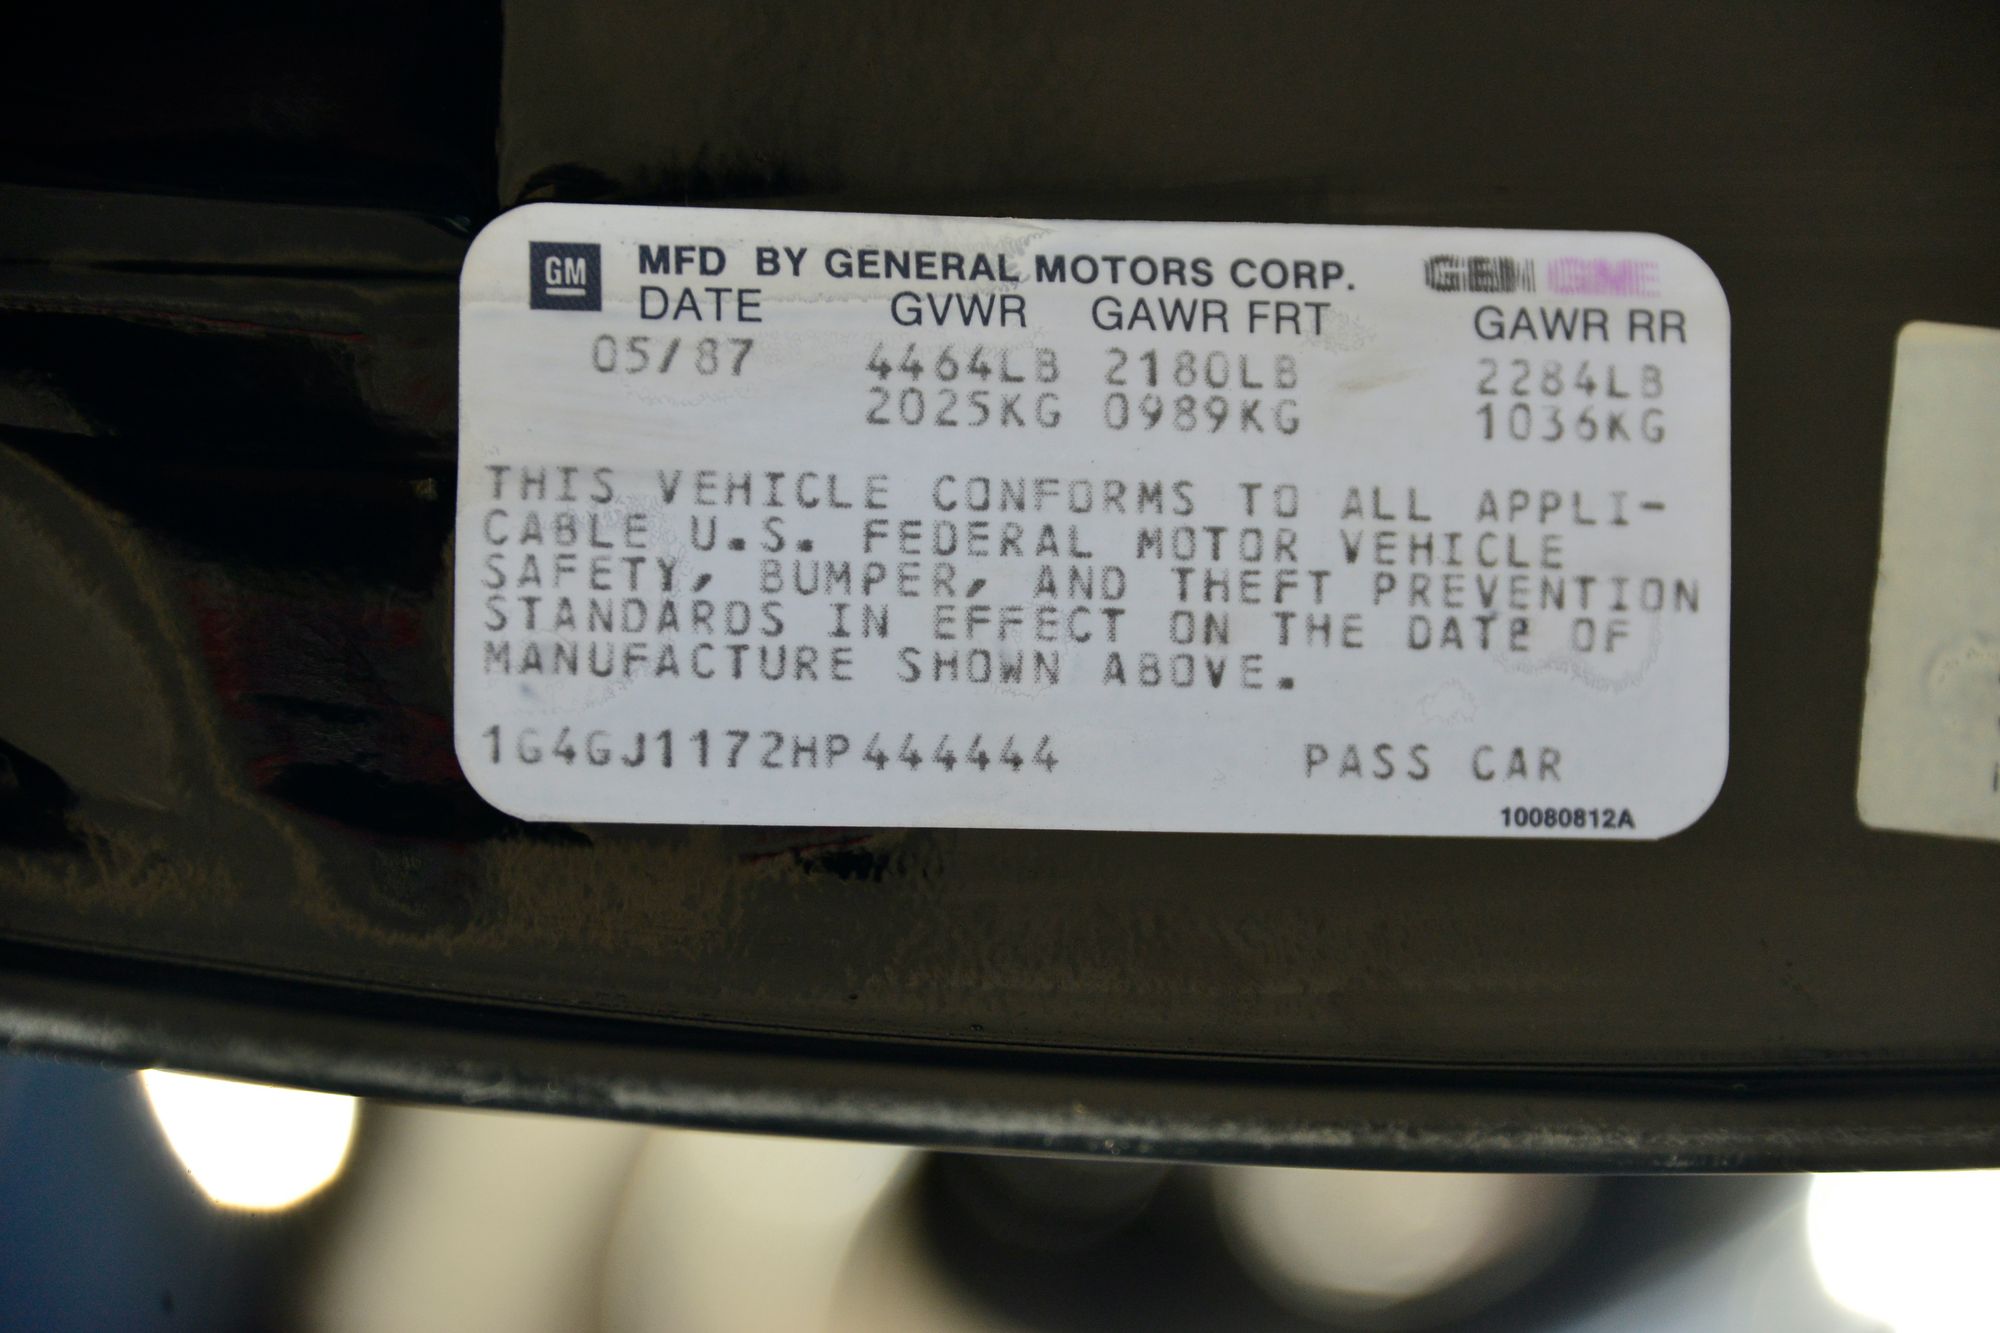 GM MFD BY GENERAL MOTORS CORP.
DATE GVWR GAWR FRT GAWR RR
05/87 4464LB 2180LB 2284LB
2025KG 0989KG 1036KG
THIS VEHICLE CONFORMS TO ALL APPLI-
CABLE U.S. FEDERAL MOTOR VEHICLE
SAFETY, BUMPER, AND THEFT PREVENTION
STANDARDS IN EFFECT ON THE DATE OF
MANUFACTURE SHOWN ABOVE.
1G4GJ1172HP444444 PASS CAR
10080812A